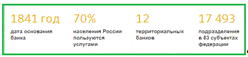 1841 год
дата основания
банка
70%
населения России
пользуются
услугами
12
территориальных
банков
17 493
подразделения
в 83 субъектах
федерации